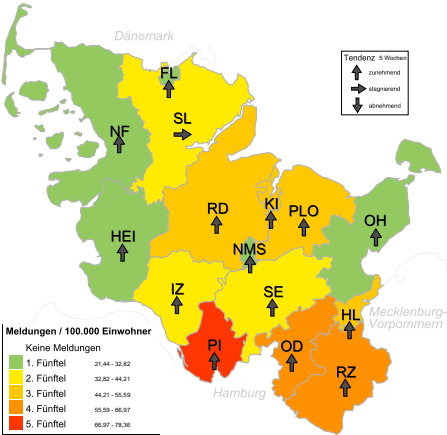 Dänemark
Tendenz 5 Wochen
zunehmend
stagnierend
abnehmend
FL
SL
NF
RD
KI
PLO
OH
HEI
NMS
IZ
SE
HL
Mecklenburg-
Vorpommern
PI
OD
RZ
Hamburg
Meldungen / 100.000 Einwohner
Keine Meldungen
1. Fünftel 21,44 - 32,82
2. Fünftel 32,82 - 44,21
3. Fünftel 44,21 - 55,59
4. Fünftel 55,59 - 66,97
5. Fünftel 66,97 - 78,36